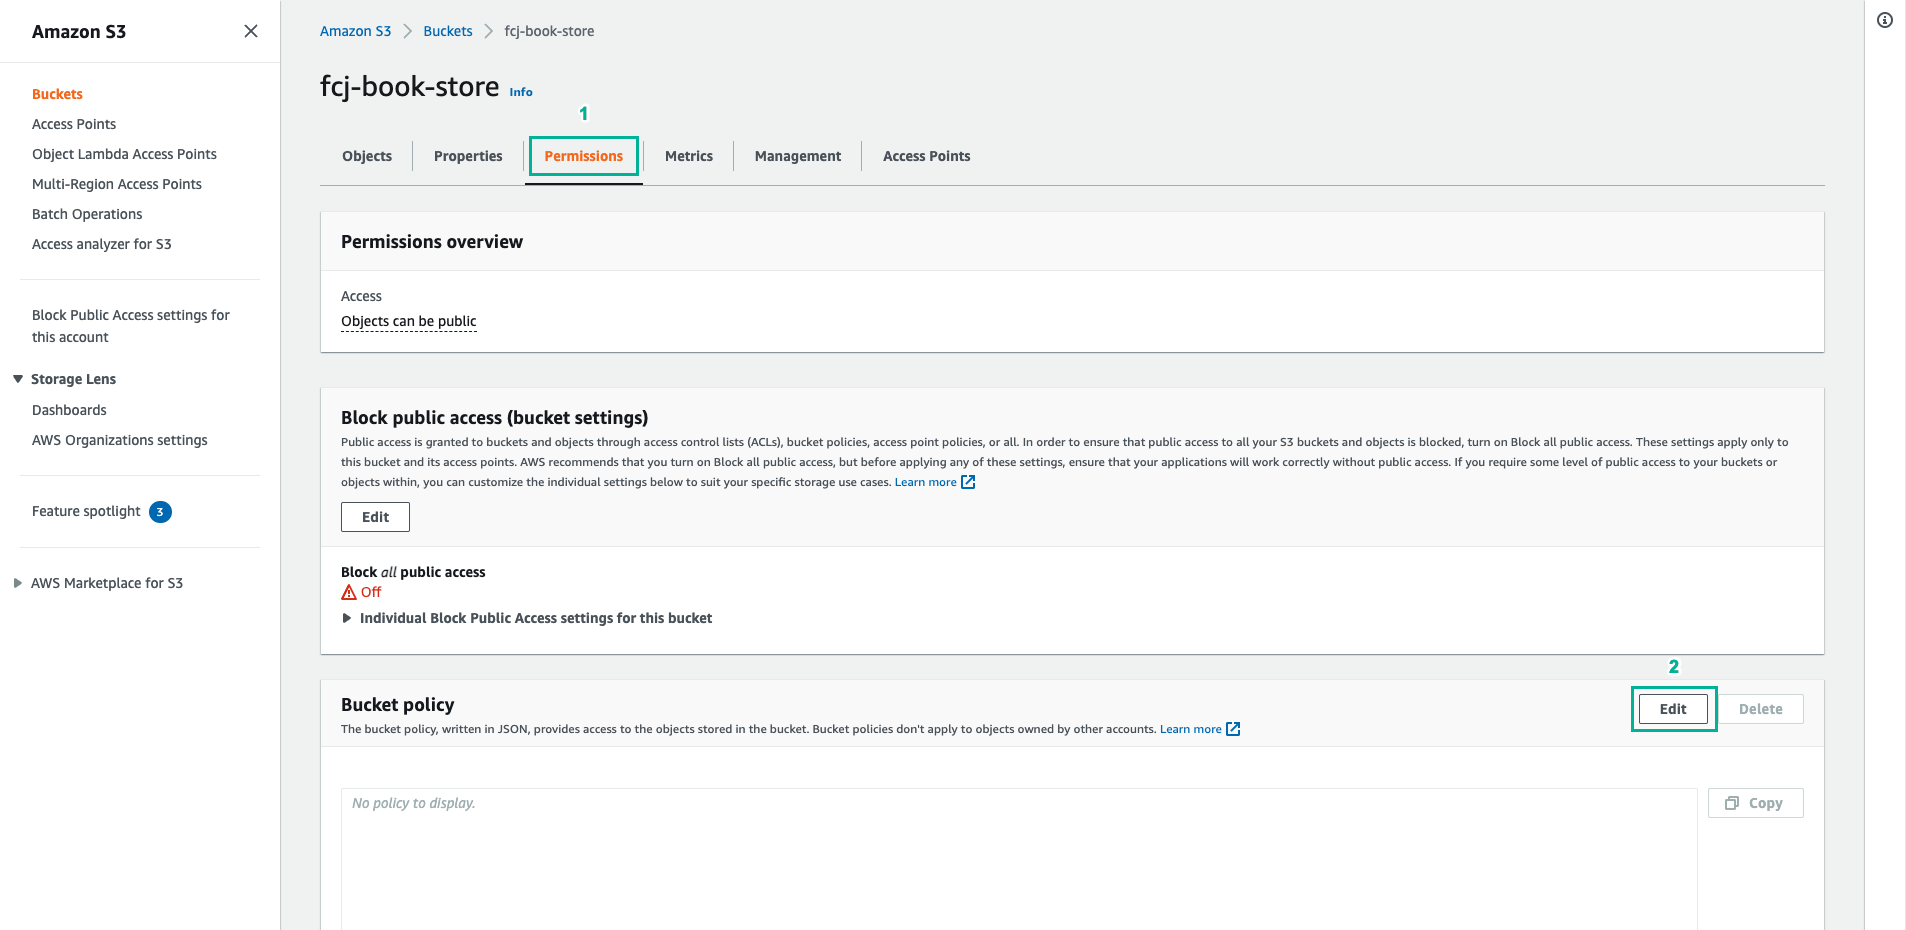 Amazon S3
Buckets
Access Points
Object Lambda Access Points
Multi-Region Access Points
Batch Operations
Access analyzer for S3
Block Public Access settings for
this account
Storage Lens
Dashboards
AWS Organizations settings
Feature spotlight 3
AWS Marketplace for S3
Amazon S3 Buckets fcj-book-store
fcj-book-store Info
1
Objects Properties Permissions Metrics Management Access Points
Permissions overview
Access
Objects can be public
Block public access (bucket settings)
Public access is granted to buckets and objects through access control lists (ACLs), bucket policies, access point policies, or all. In order to ensure that public access to all your S3 buckets and objects is blocked, turn on Block all public access. These settings apply only to
this bucket and its access points. AWS recommends that you turn on Block all public access, but before applying any of these settings, ensure that your applications will work correctly without public access. If you require some level of public access to your buckets or
objects within, you can customize the individual settings below to suit your specific storage use cases. Learn more
Edit
Block all public access
Off
Individual Block Public Access settings for this bucket
2
Bucket policy
Edit Delete
The bucket policy, written in JSON, provides access to the objects stored in the bucket. Bucket policies don't apply to objects owned by other accounts. Learn more
No policy to display.
Copy